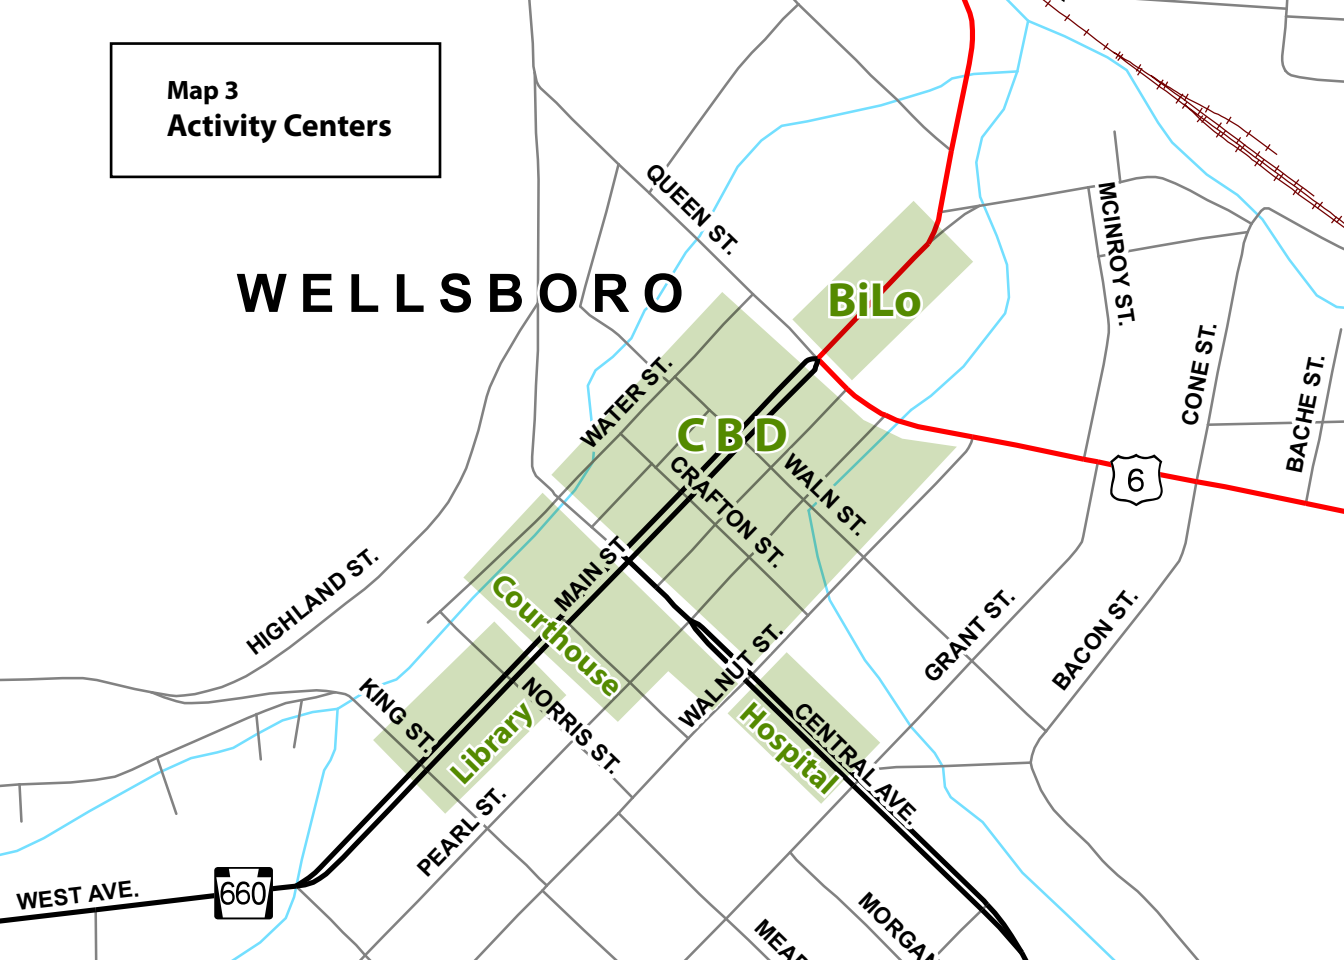 Map 3
Activity Centers
QUEEN ST.
MCINROY ST.
WELLSBORO
BiLo
CONE ST.
BACHE ST.
WATER ST.
CBD
6
CRAFTON ST.
WALN ST.
MAIN ST
HIGHLAND ST.
Courthouse
GRANT ST.
BACON ST.
WALNUT ST.
KING ST.
NORRIS ST.
Library
Hospital
CENTRAL AVE.
PEARL ST.
WEST AVE.
660
MORGAN
MEAD